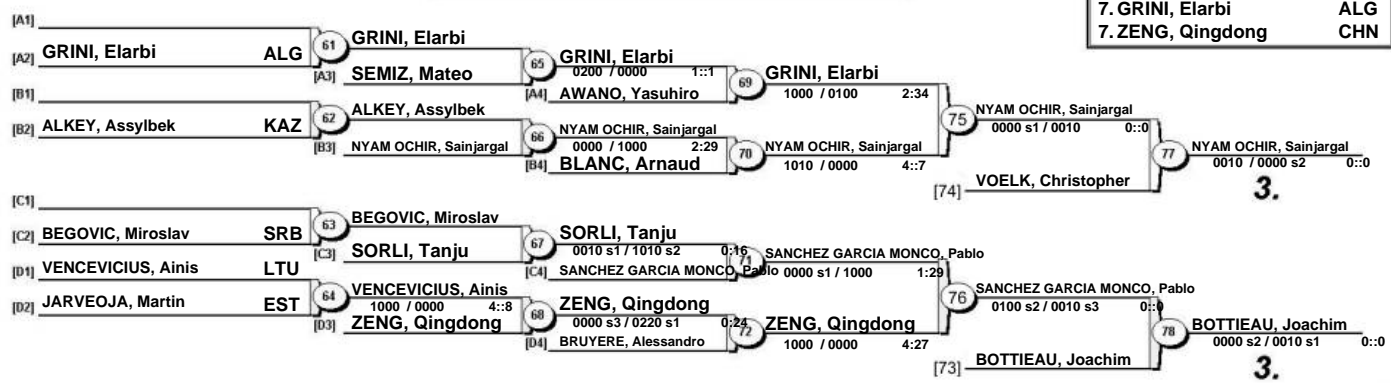 7. GRINI, Elarbi ALG
7. ZENG, Qingdong CHN
[A1]
[A2] GRINI, Elarbi ALG
61 GRINI, Elarbi
[A3] SEMIZ, Mateo
65 GRINI, Elarbi
0200 / 0000 1::1
[A4] AWANO, Yasuhiro
69 GRINI, Elarbi
1000 / 0100 2:34
[B1]
[B2] ALKEY, Assylbek KAZ
62 ALKEY, Assylbek
[B3] NYAM OCHIR, Sainjargal
66 NYAM OCHIR, Sainjargal
0000 / 1000 2:29
[B4] BLANC, Arnaud
70 NYAM OCHIR, Sainjargal
1010 / 0000 4::7
75 NYAM OCHIR, Sainjargal
0000 s1 / 0010 0::0
[74] VOELK, Christopher
77 NYAM OCHIR, Sainjargal
0010 / 0000 s2 0::0
3.
[C1]
[C2] BEGOVIC, Miroslav SRB
63 BEGOVIC, Miroslav
[C3] SORLI, Tanju
67 SORLI, Tanju
0010 s1 / 1010 s2 0:16
[C4] SANCHEZ GARCIA MONCO, Pablo
71 SANCHEZ GARCIA MONCO, Pablo
0000 s1 / 1000 1:29
[D1] VENCEVICIUS, Ainis LTU
[D2] JARVEOJA, Martin EST
64 VENCEVICIUS, Ainis
1000 / 0000 4::8
[D3] ZENG, Qingdong
68 ZENG, Qingdong
0000 s3 / 0220 s1 0:24
[D4] BRUYERE, Alessandro
72 ZENG, Qingdong
1000 / 0000 4:27
76 SANCHEZ GARCIA MONCO, Pablo
0100 s2 / 0010 s3 0::0
[73] BOTTIEAU, Joachim
78 BOTTIEAU, Joachim
0000 s2 / 0010 s1 0::0
3.